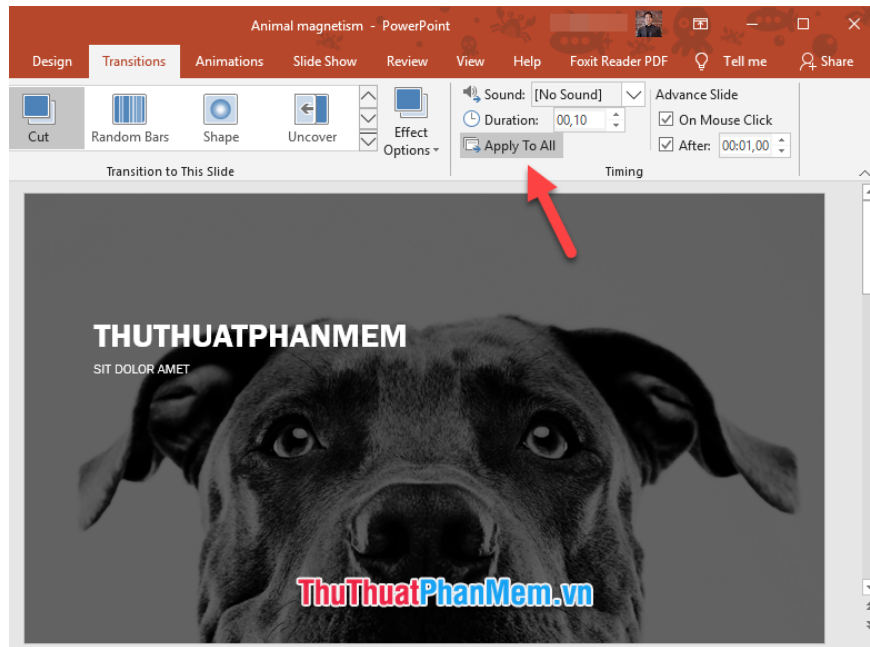 Animal magnetism - PowerPoint
Design Transitions Animations Slide Show Review View Help Foxit Reader PDF Tell me Share
Sound: [No Sound] Advance Slide
Duration: 00,10 On Mouse Click
Cut Random Bars Shape Uncover Effect Options Apply To All After: 00:01,00
Transition to This Slide Timing
THUTHUATPHANMEM
SIT DOLOR AMET
ThuThuatPhanMem.vn